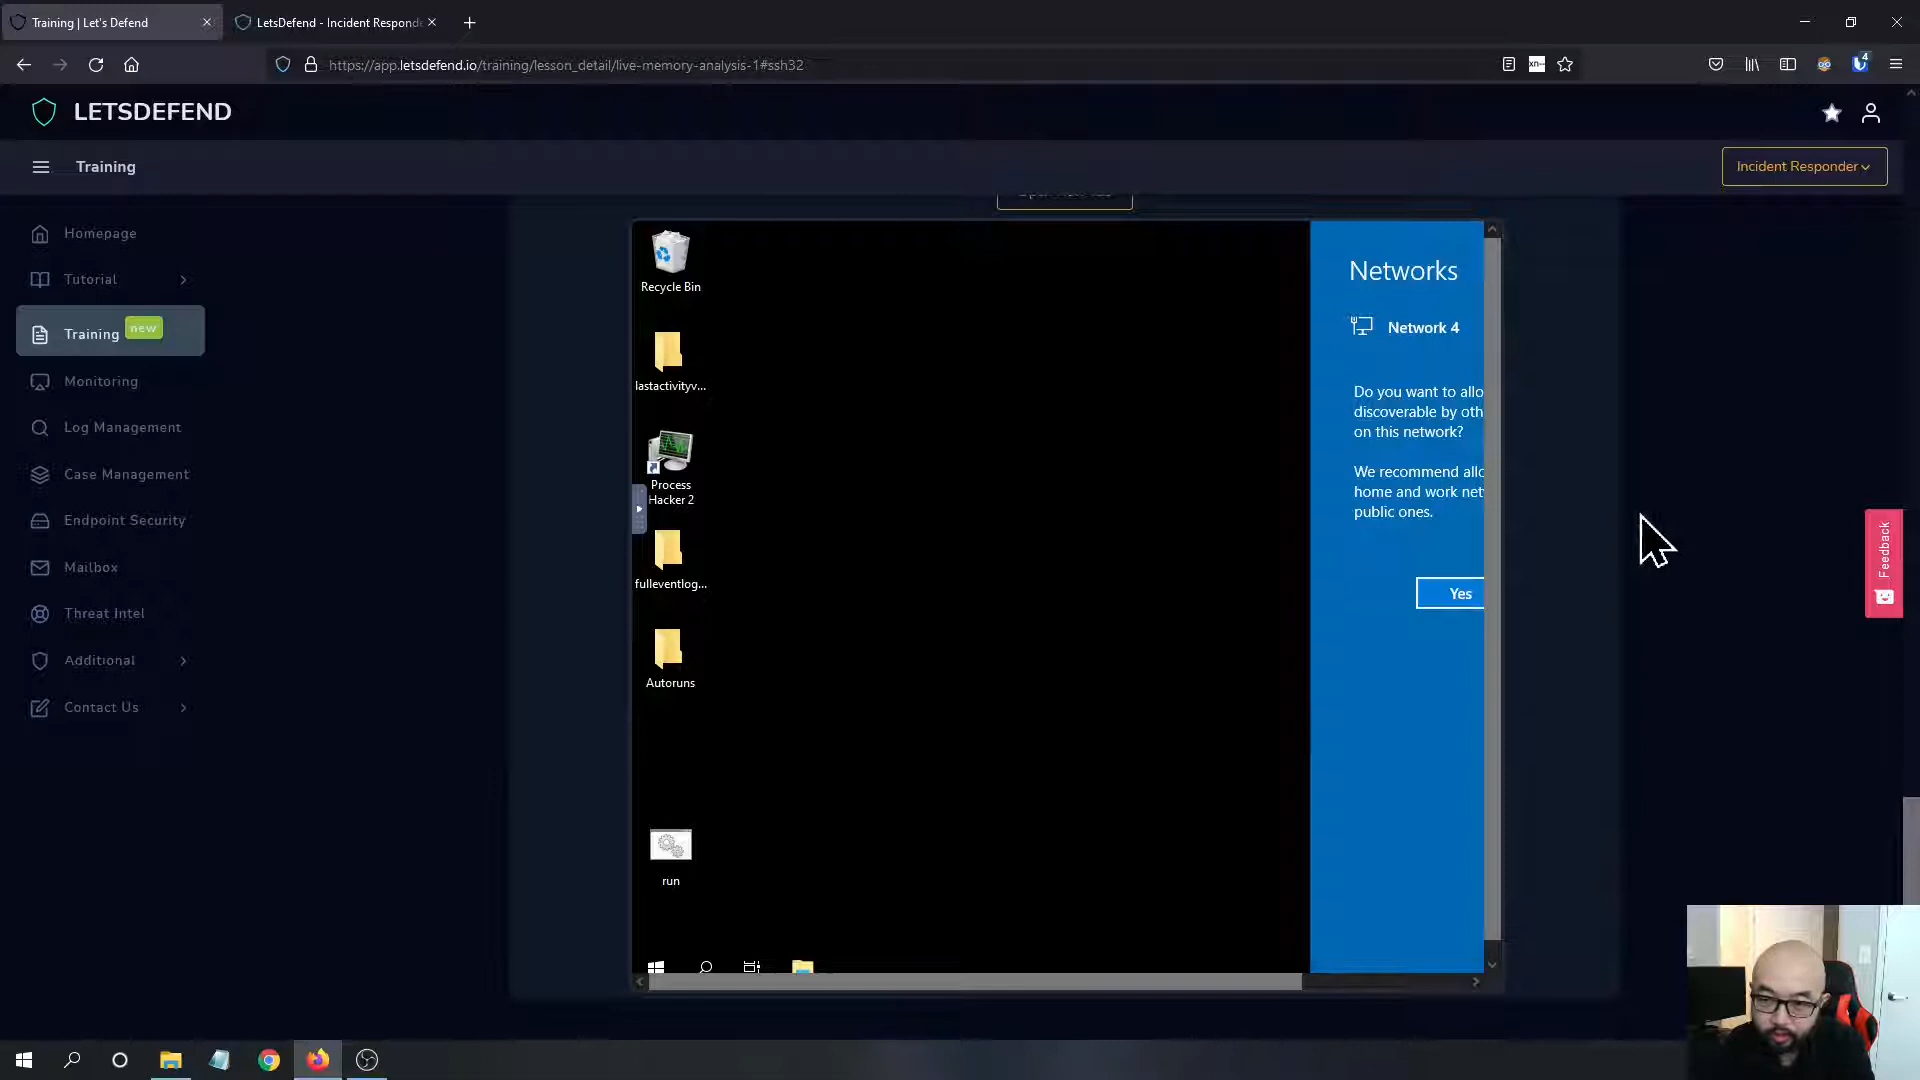 Training | Let's Defend
LetsDefend - Incident Responde
https://app.letsdefend.io/training/lesson_detail/live-memory-analysis-1#ssh32
4
LETSDEFEND
Training
Incident Responder
Homepage
Tutorial
Training new
Monitoring
Log Management
Case Management
Endpoint Security
Mailbox
Threat Intel
Additional
Contact Us
Recycle Bin
lastactivityv...
Process
Hacker 2
fulleventlog...
Autoruns
run
Networks
Network 4
Do you want to allo
discoverable by oth
on this network?
We recommend allo
home and work net
public ones.
Yes
Feedback